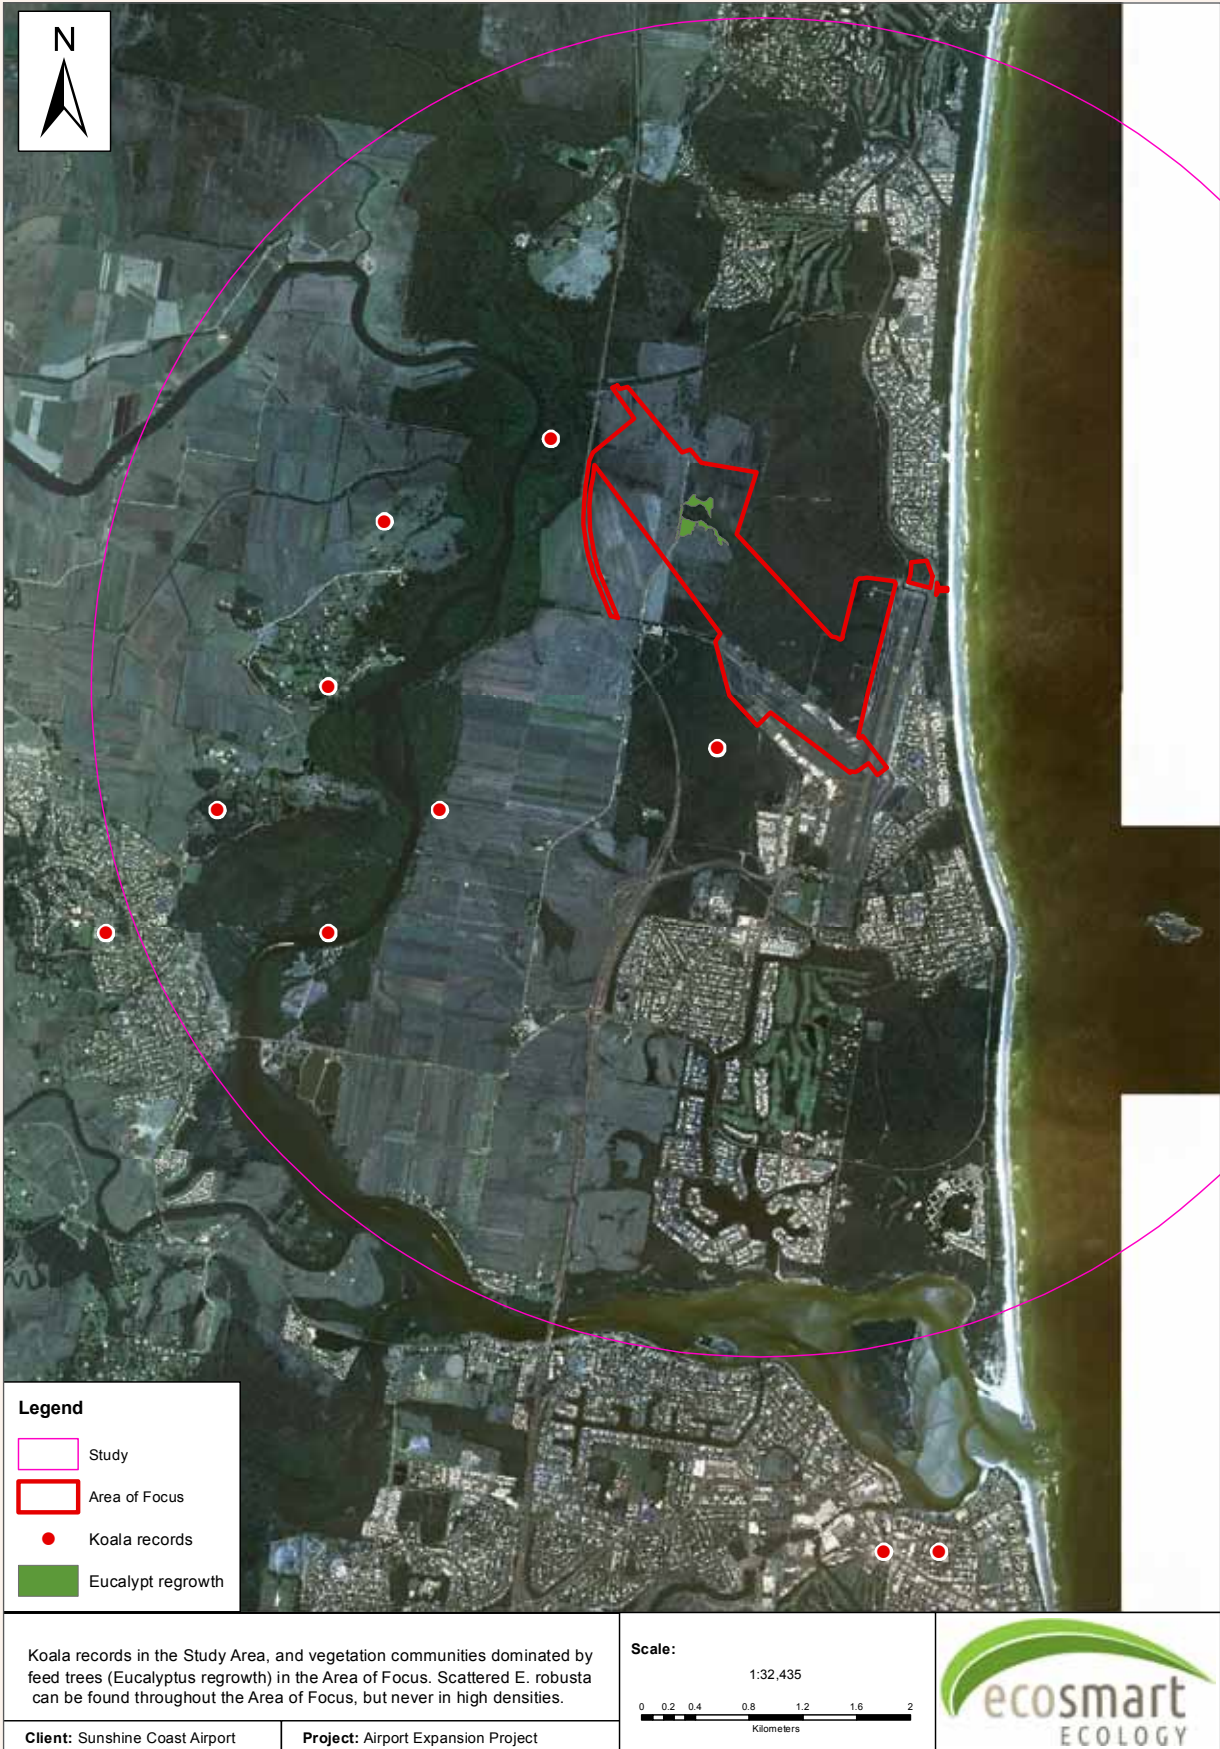 N
Legend
Study
Area of Focus
Koala records
Eucalypt regrowth
Koala records in the Study Area, and vegetation communities dominated by
feed trees (Eucalyptus regrowth) in the Area of Focus. Scattered E. robusta
can be found throughout the Area of Focus, but never in high densities.
Client: Sunshine Coast Airport
Project: Airport Expansion Project
Scale:
1:32,435
0 0.2 0.4 0.8 1.2 1.6 2
Kilometers
ecosmart
ECOLOGY